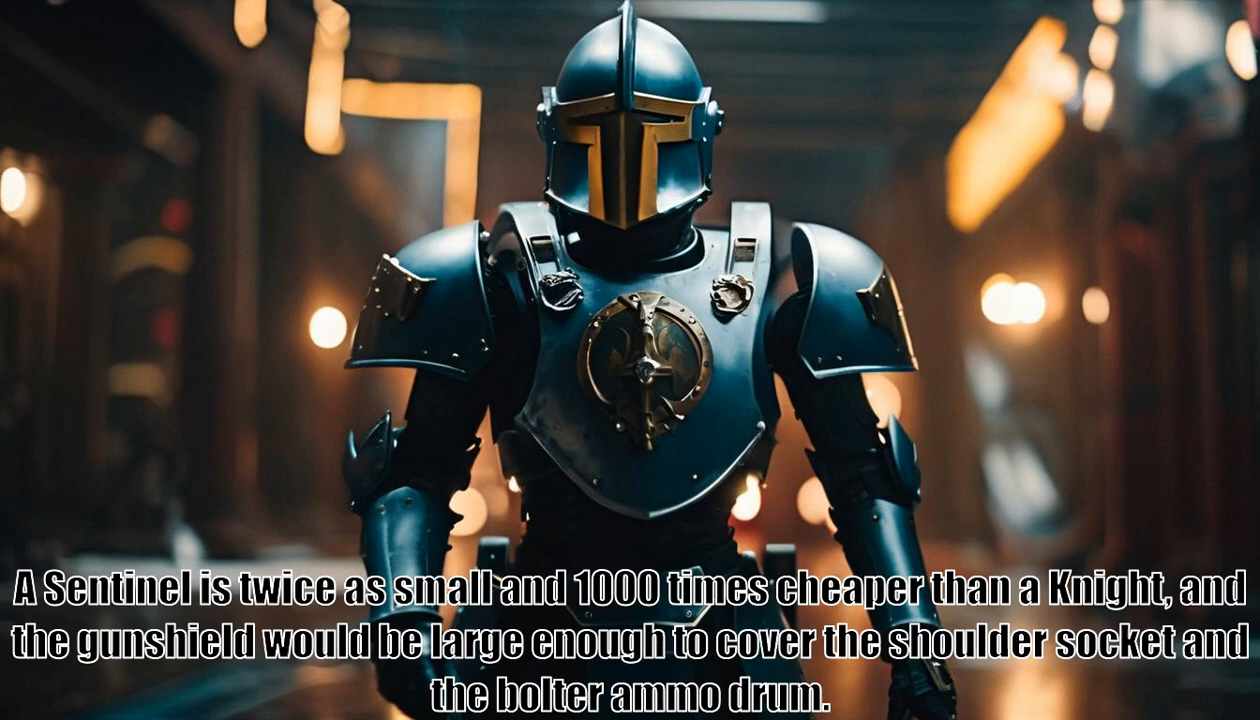 A Sentinel is twice as small and 1000 times cheaper than a Knight, and
the gunshield would be large enough to cover the shoulder socket and
the bolter ammo drum.